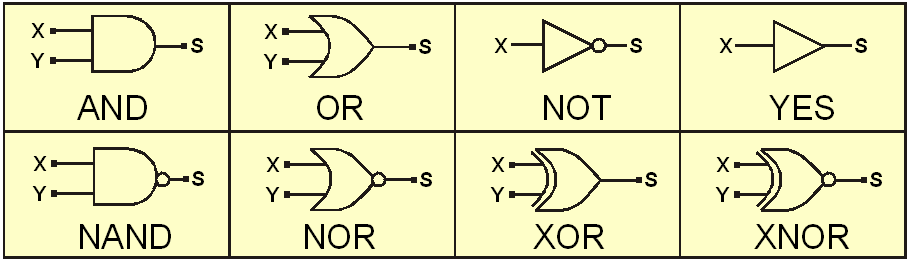 X Y S
AND
X Y S
OR
X S
NOT
X S
YES
X Y S
NAND
X Y S
NOR
X Y S
XOR
X Y S
XNOR